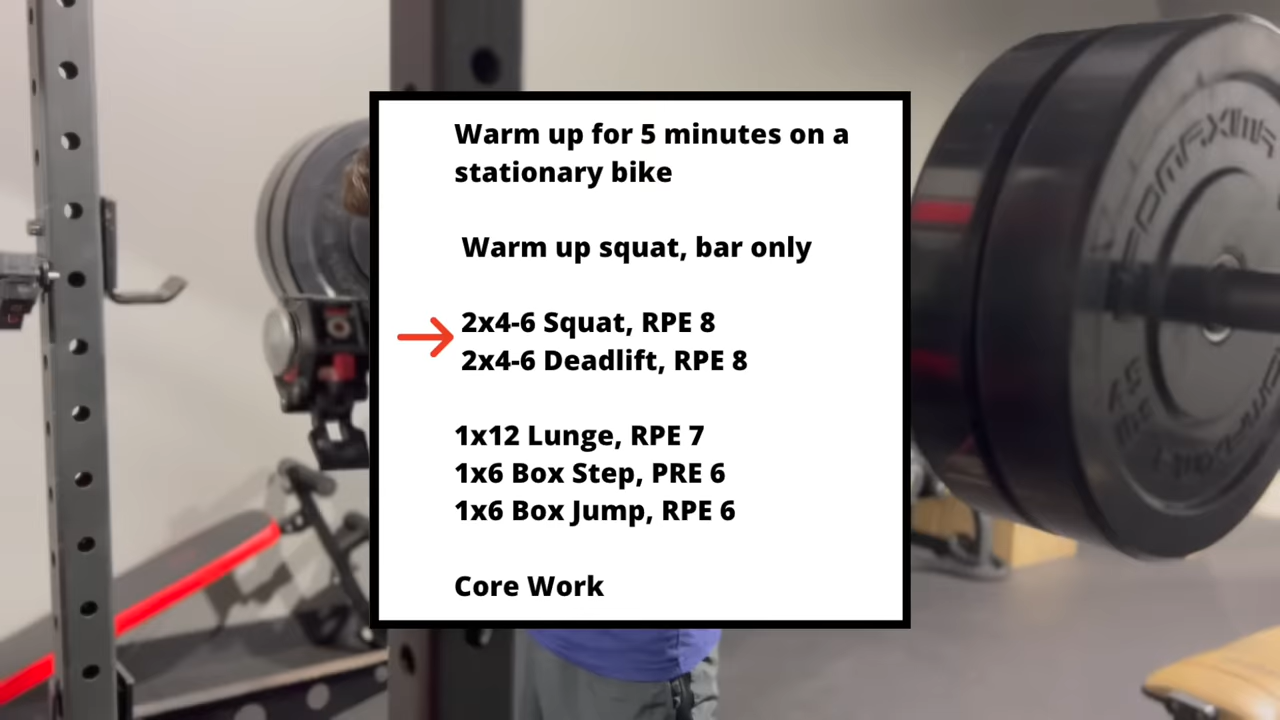 Warm up for 5 minutes on a
stationary bike
Warm up squat, bar only
2x4-6 Squat, RPE 8
2x4-6 Deadlift, RPE 8
1x12 Lunge, RPE 7
1x6 Box Step, PRE 6
1x6 Box Jump, RPE 6
Core Work